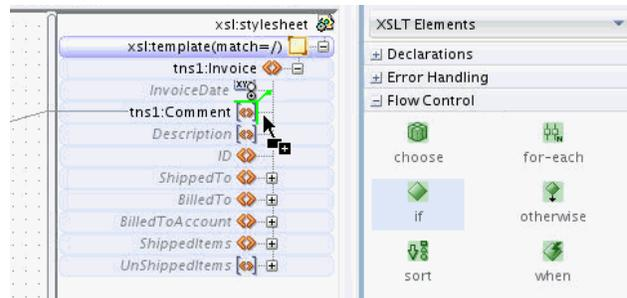 xsl:stylesheet
xsl:template(match=/)
tns1:Invoice
InvoiceDate
tns1:Comment
Description
ID
ShippedTo
BilledTo
BilledToAccount
ShippedItems
UnShippedItems
XSLT Elements
Declarations
Error Handling
Flow Control
choose
for-each
if
otherwise
sort
when